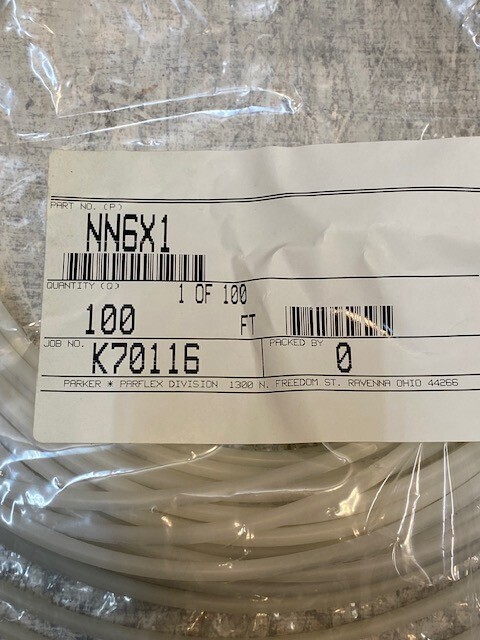 PART NO. (P)
NN6X1
QUANTITY (Q)
1 OF 100
100 FT
JOB NO. K70116 PACKED BY 0
PARKER * PARFLEX DIVISION 1300 N. FREEDOM ST. RAVENNA OHIO 44266